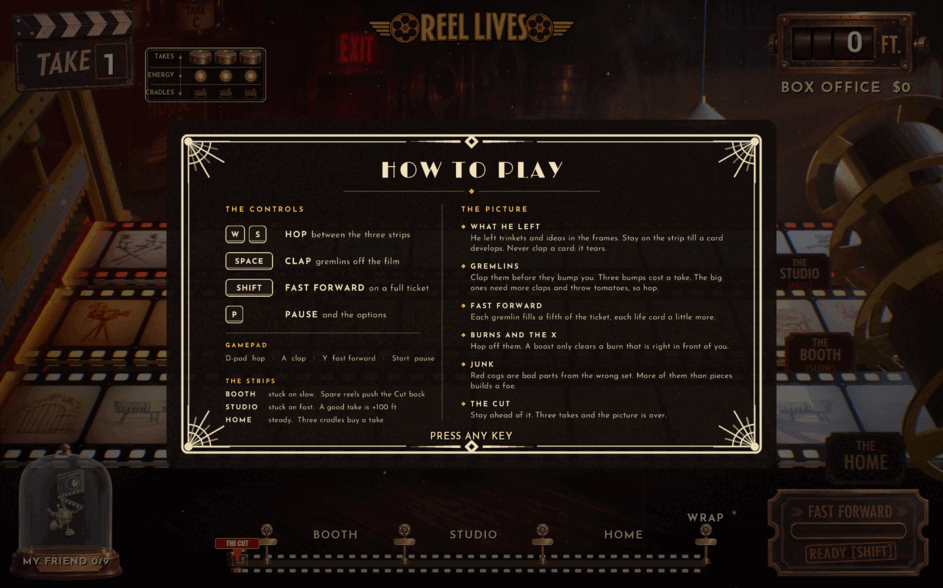 TAKE 1
TAKES
ENERGY
CRADLES
EXIT
REEL LIVES
0 FT.
BOX OFFICE $0
HOW TO PLAY
THE CONTROLS
W S HOP between the three strips
SPACE CLAP gremlins off the film
SHIFT FAST FORWARD on a full ticket
P PAUSE and the options
GAMEPAD
D-pad hop · A clap · Y fast forward · Start pause
THE STRIPS
BOOTH stuck on slow. Spare reels push the Cut back
STUDIO stuck on fast. A good take is +100 ft
HOME steady. Three cradles buy a take
THE PICTURE
WHAT HE LEFT
He left trinkets and ideas in the frames. Stay on the strip till a card
develops. Never clap a card it tears.
GREMLINS
Clap them before they bump you. Three bumps cost a take. The big
ones need more claps and throw tomatoes, so hop.
FAST FORWARD
Each gremlin fills a fifth of the ticket, each life card a little more.
BURNS AND THE X
Hop off them. A boost only clears a burn that is right in front of you.
JUNK
Red cogs are bad parts from the wrong set. More of them than pieces
builds a foe.
THE CUT
Stay ahead of it. Three takes and the picture is over.
PRESS ANY KEY
THE
STUDIO
THE
BOOTH
THE
HOME
MY FRIEND 0/9
THE CUT
BOOTH
STUDIO
HOME
WRAP
FAST FORWARD
READY [SHIFT]